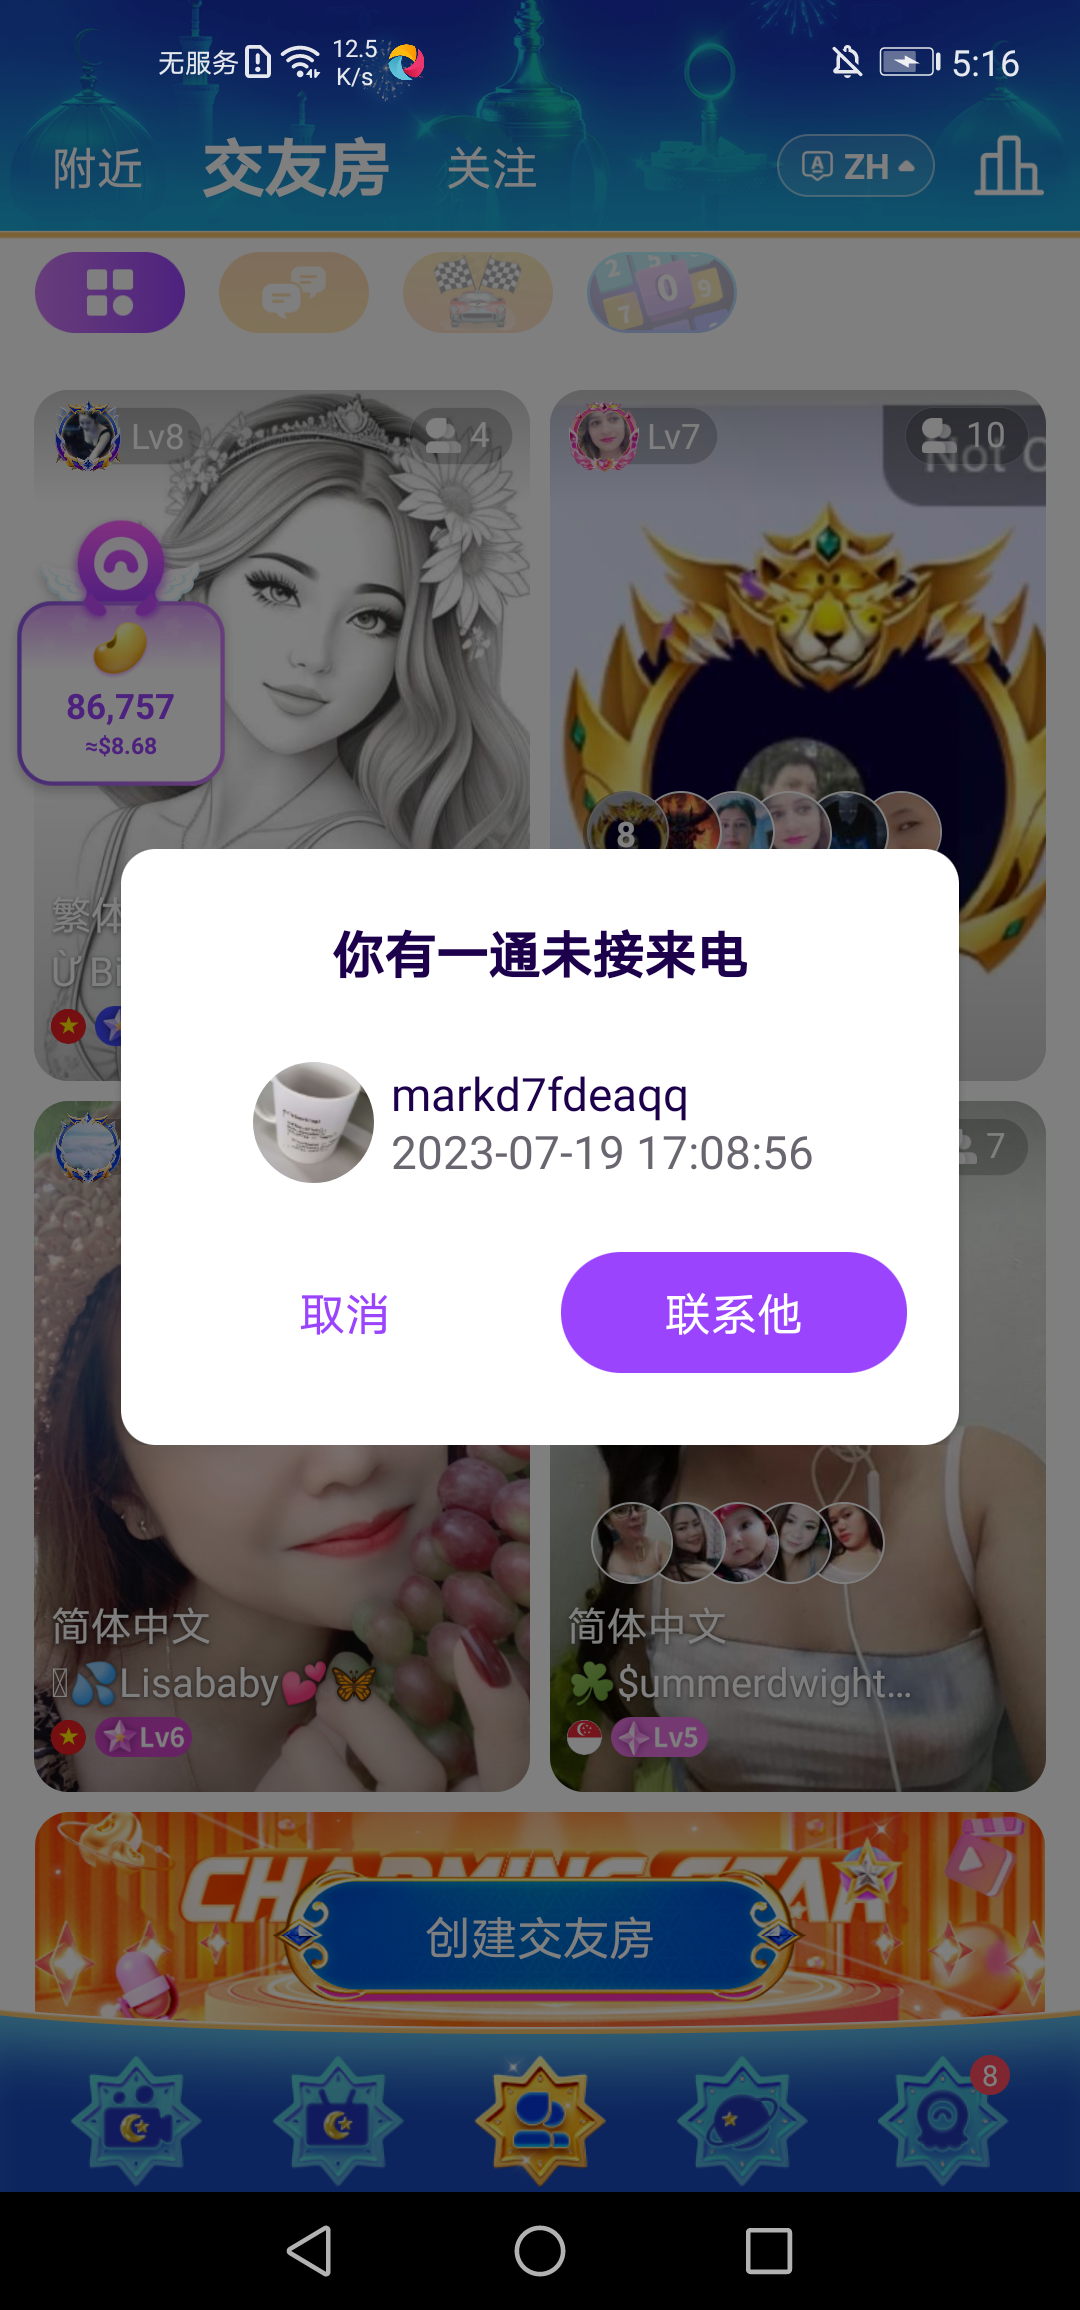 无服务
12.5
K/s
5:16
附近
交友房
关注
ZH
Lv8
4
Lv7
10
Not
86,757
≈$8.68
8
繁体
Bi
你有一通未接来电
markd7fdeaqq
2023-07-19 17:08:56
7
取消
联系他
简体中文
💦Lisababy💕🦋
Lv6
简体中文
☘️$ummerdwight...
Lv5
CHARMING STAR
创建交友房
8